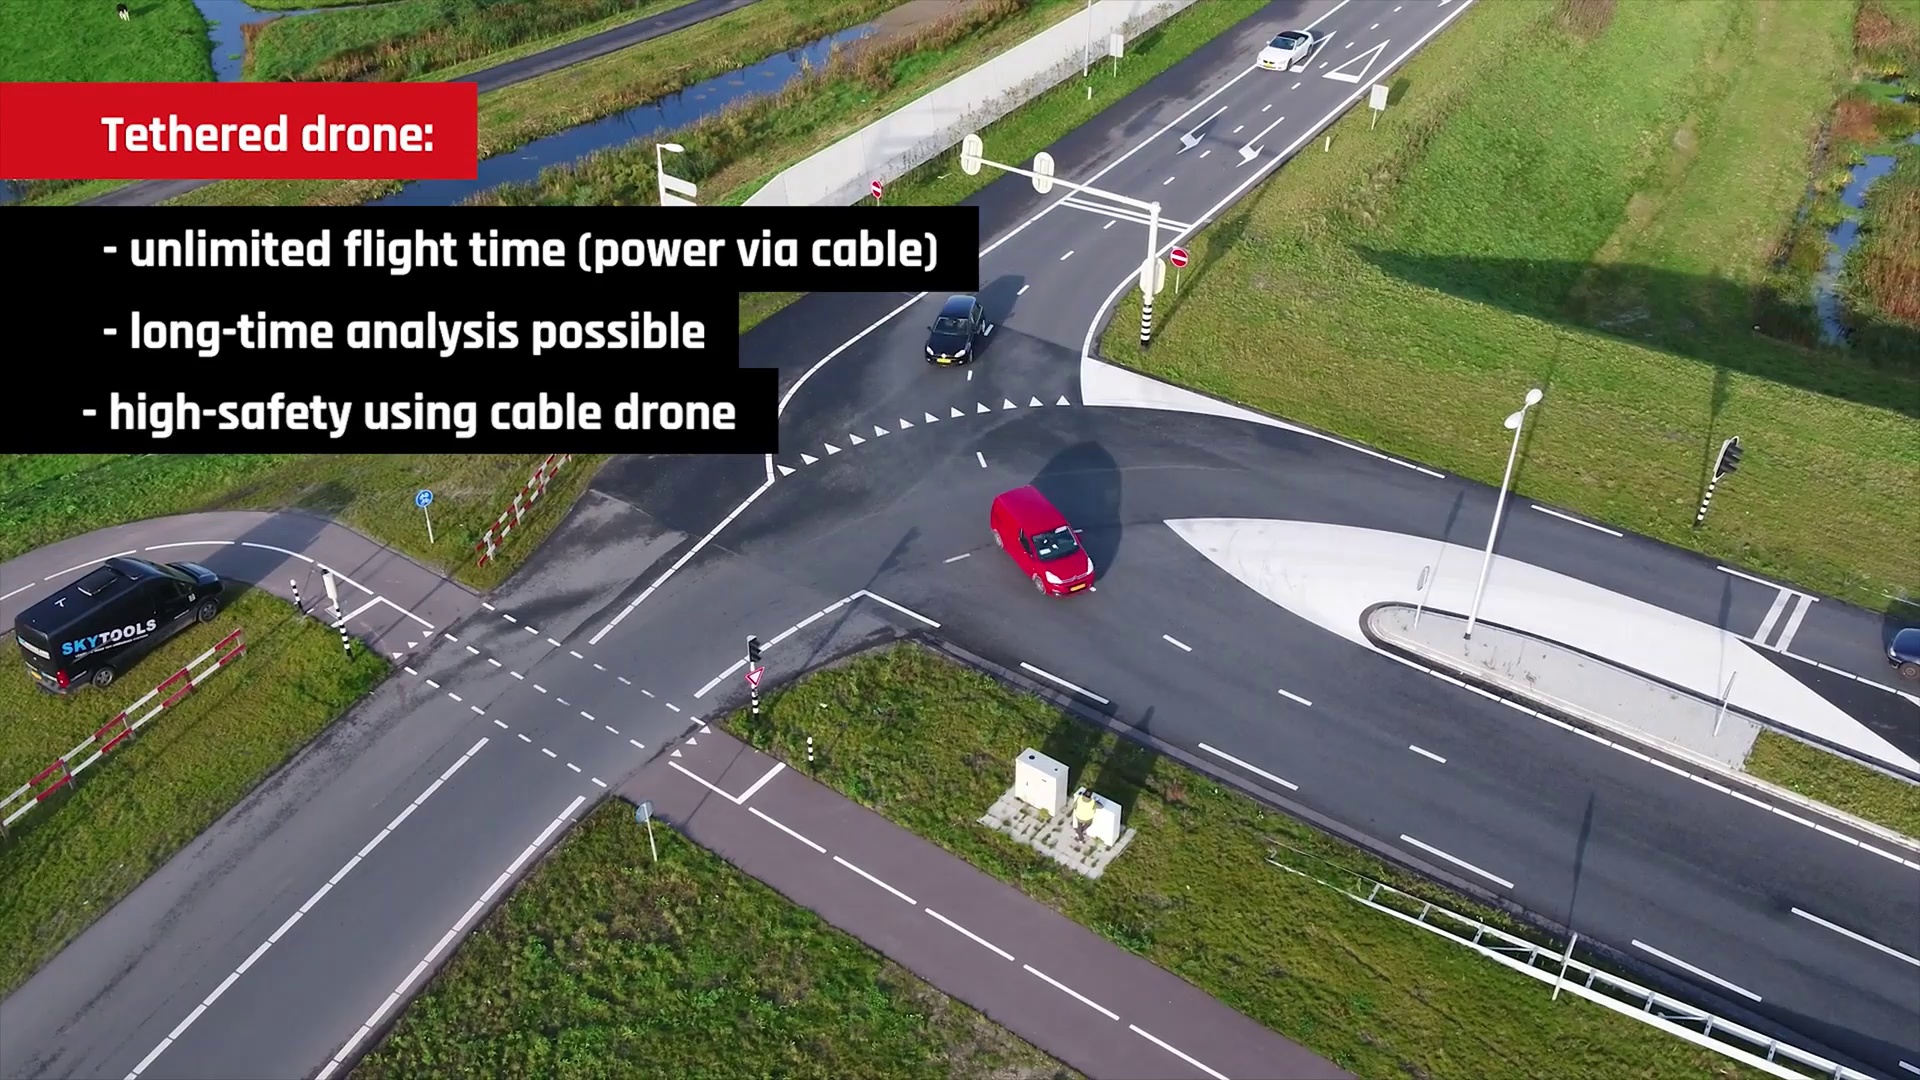 Tethered drone:
- unlimited flight time (power via cable)
- long-time analysis possible
- high-safety using cable drone
SKYTOOLS